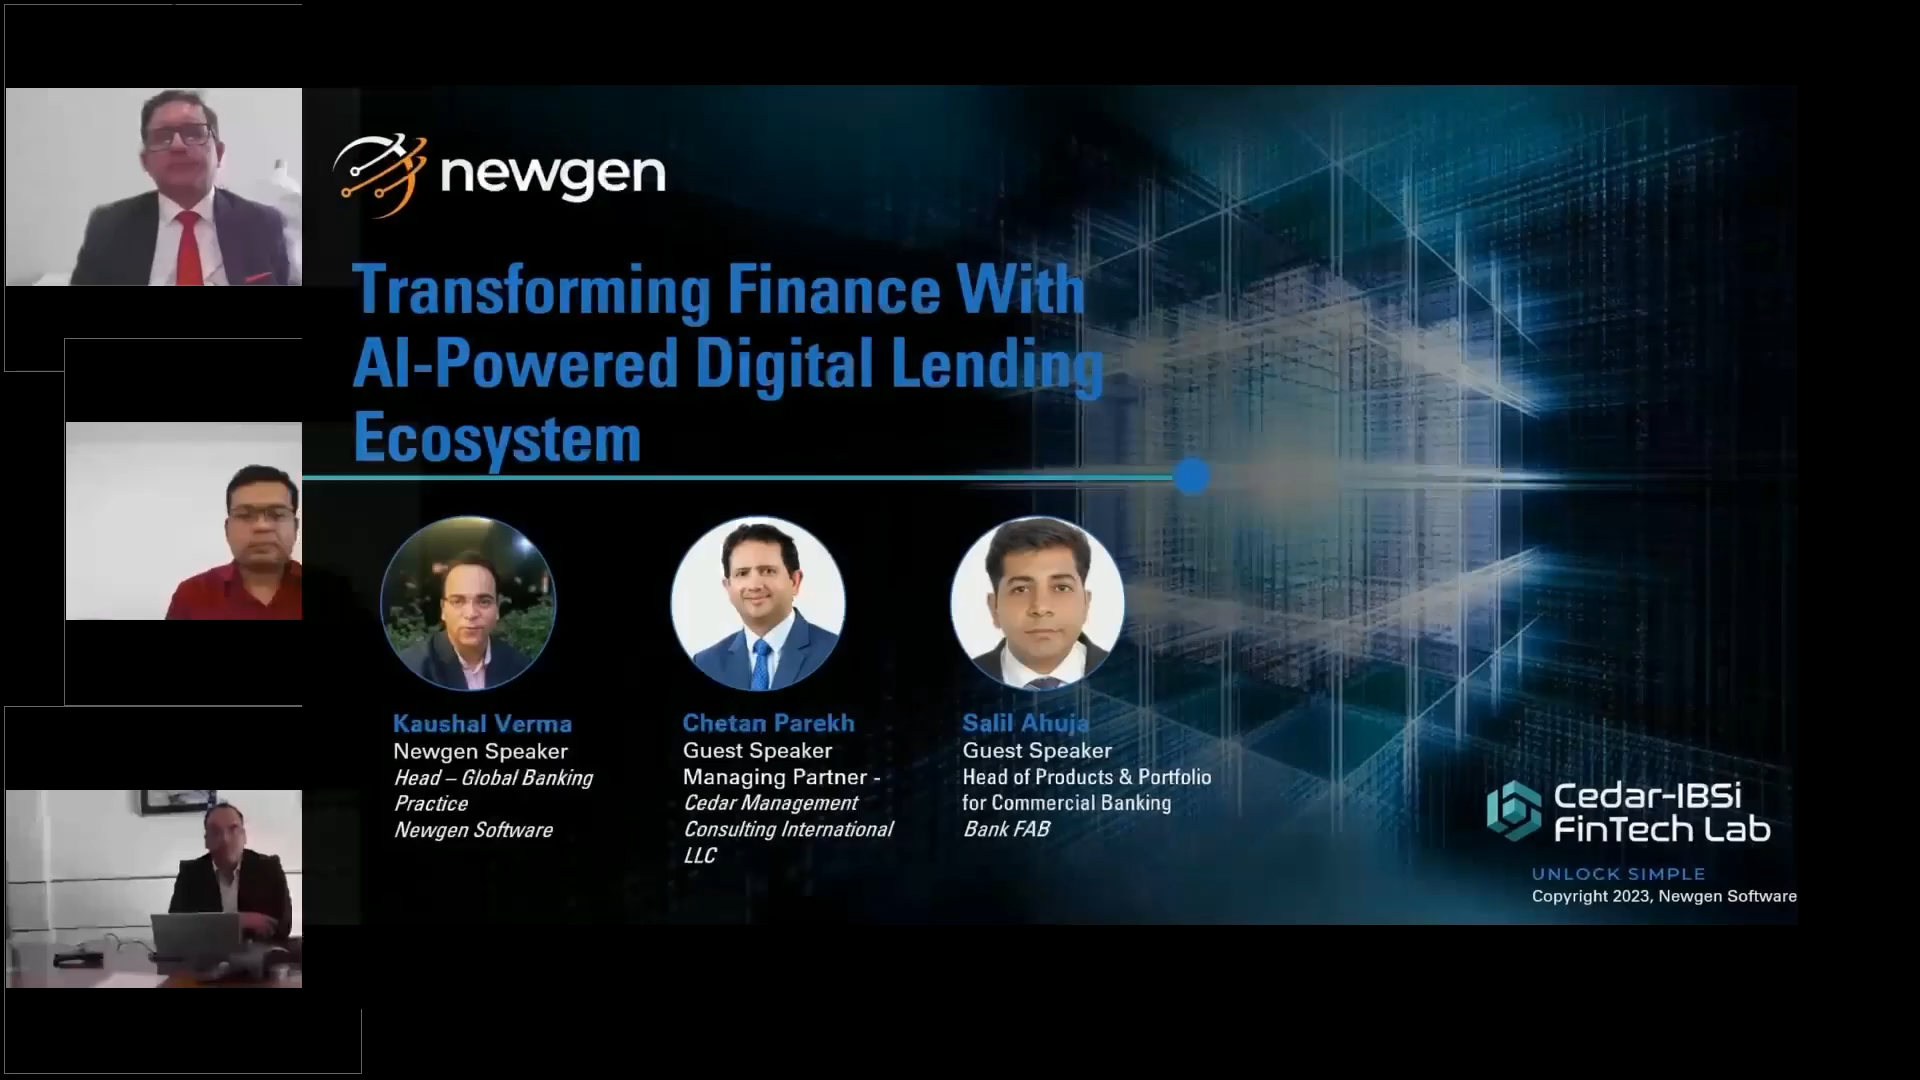 newgen
Transforming Finance With
AI-Powered Digital Lending
Ecosystem
Kaushal Verma
Newgen Speaker
Head – Global Banking
Practice
Newgen Software
Chetan Parekh
Guest Speaker
Managing Partner -
Cedar Management
Consulting International
LLC
Salil Ahuja
Guest Speaker
Head of Products & Portfolio
for Commercial Banking
Bank FAB
Cedar-IBSi
FinTech Lab
UNLOCK SIMPLE
Copyright 2023, Newgen Software